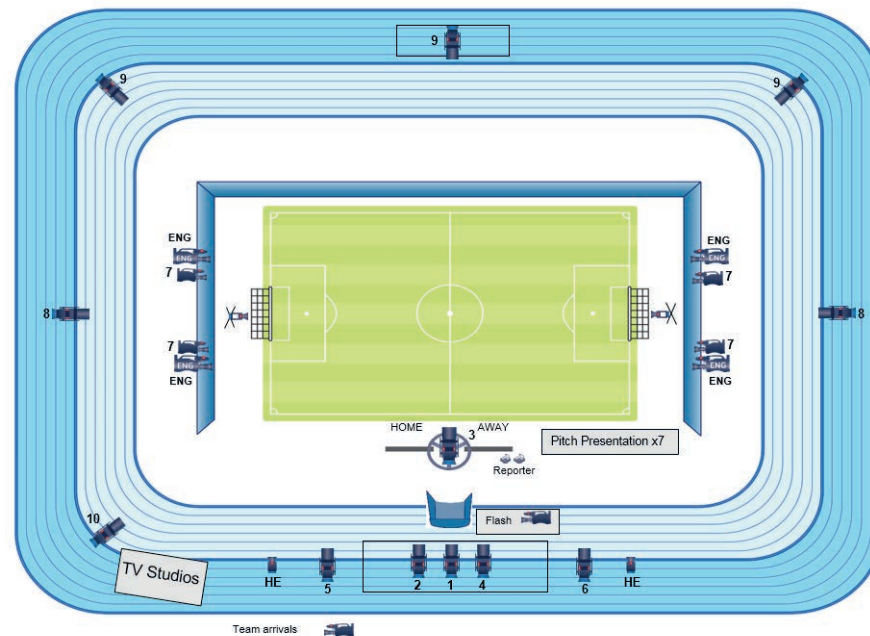 9
9
9
ENG
ENG
7
ENG
ENG
7
8
8
7
ENG
ENG
7
ENG
ENG
HOME
AWAY
3
Pitch Presentation x7
Reporter
10
Flash
TV Studios
HE
5
2
1
4
6
HE
Team arrivals